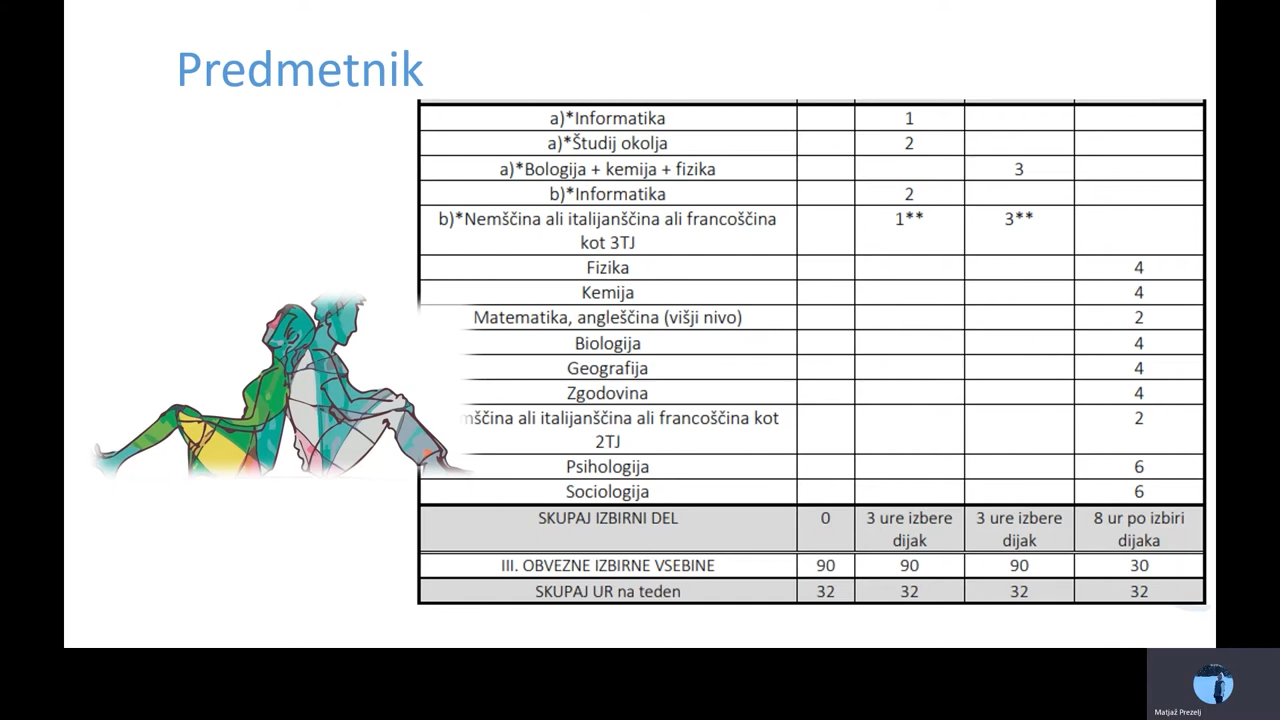 Predmetnik
a)*Informatika 1
a)*Študij okolja 2
a)*Bologija + kemija + fizika 3
b)*Informatika 2
b)*Nemščina ali italijanščina ali francoščina 1** 3**
kot 3TJ
Fizika 4
Kemija 4
Matematika, angleščina (višji nivo) 2
Biologija 4
Geografija 4
Zgodovina 4
mščina ali italijanščina ali francoščina kot 2
2TJ
Psihologija 6
Sociologija 6
SKUPAJ IZBIRNI DEL 0 3 ure izbere 3 ure izbere 8 ur po izbiri
dijak dijak dijaka
III. OBVEZNE IZBIRNE VSEBINE 90 90 90 30
SKUPAJ UR na teden 32 32 32 32
Matjaž Prezelj